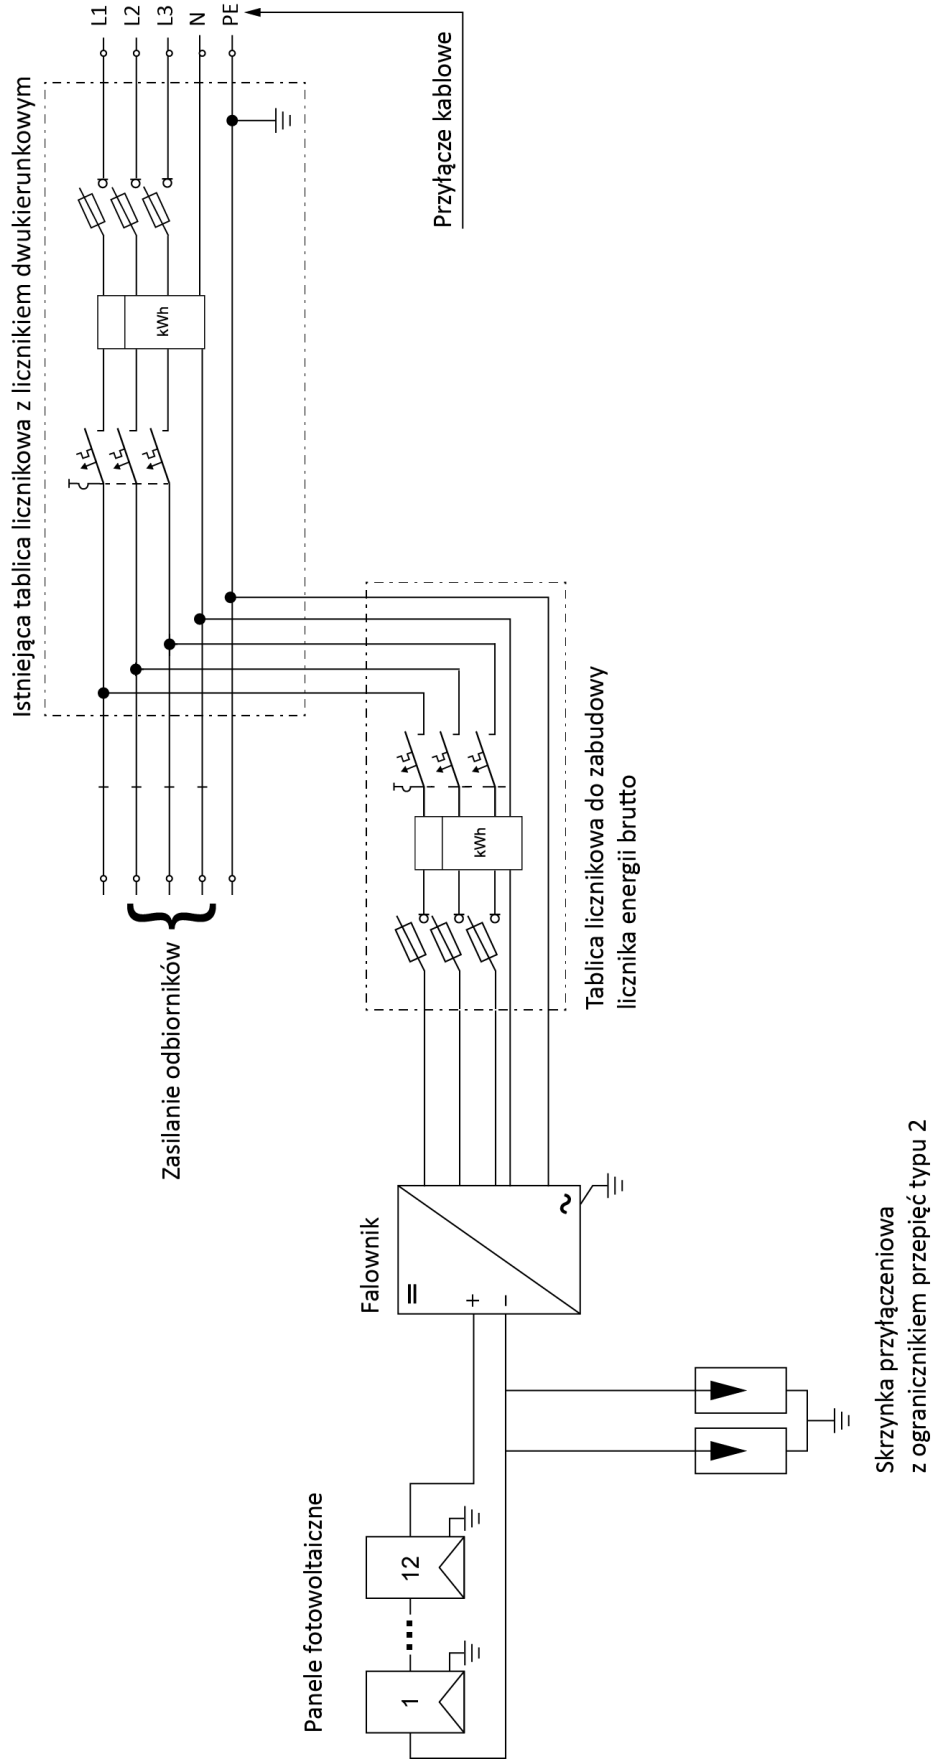 Istniejąca tablica licznikowa z licznikiem dwukierunkowym
L1
L2
L3
N
PE
Przyłącze kablowe
kWh
Zasilanie odbiorników
kWh
Tablica licznikowa do zabudowy
licznika energii brutto
Falownik
=
~
+
–
Panele fotowoltaiczne
1
12
Skrzynka przyłączeniowa
z ogranicznikiem przepięć typu 2